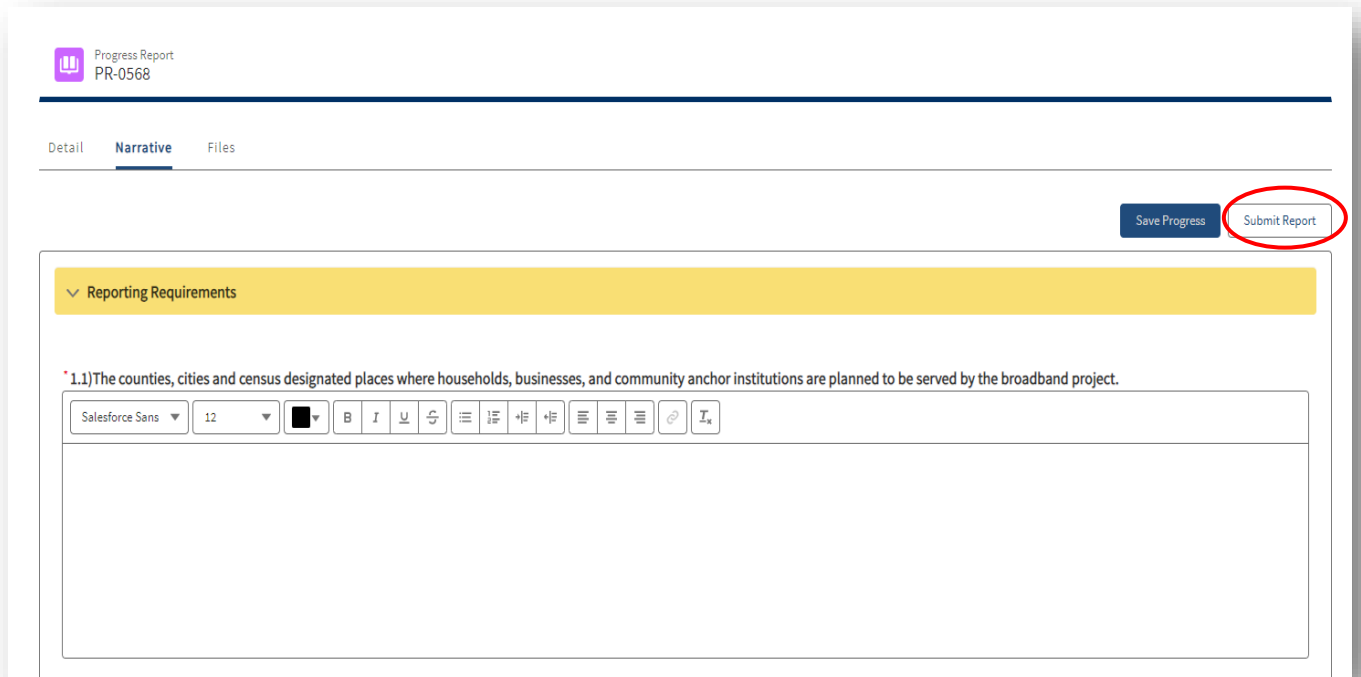 Progress Report
PR-0568
Detail Narrative Files
Save Progress Submit Report
Reporting Requirements
*1.1)The counties, cities and census designated places where households, businesses, and community anchor institutions are planned to be served by the broadband project.
Salesforce Sans 12 B I U S